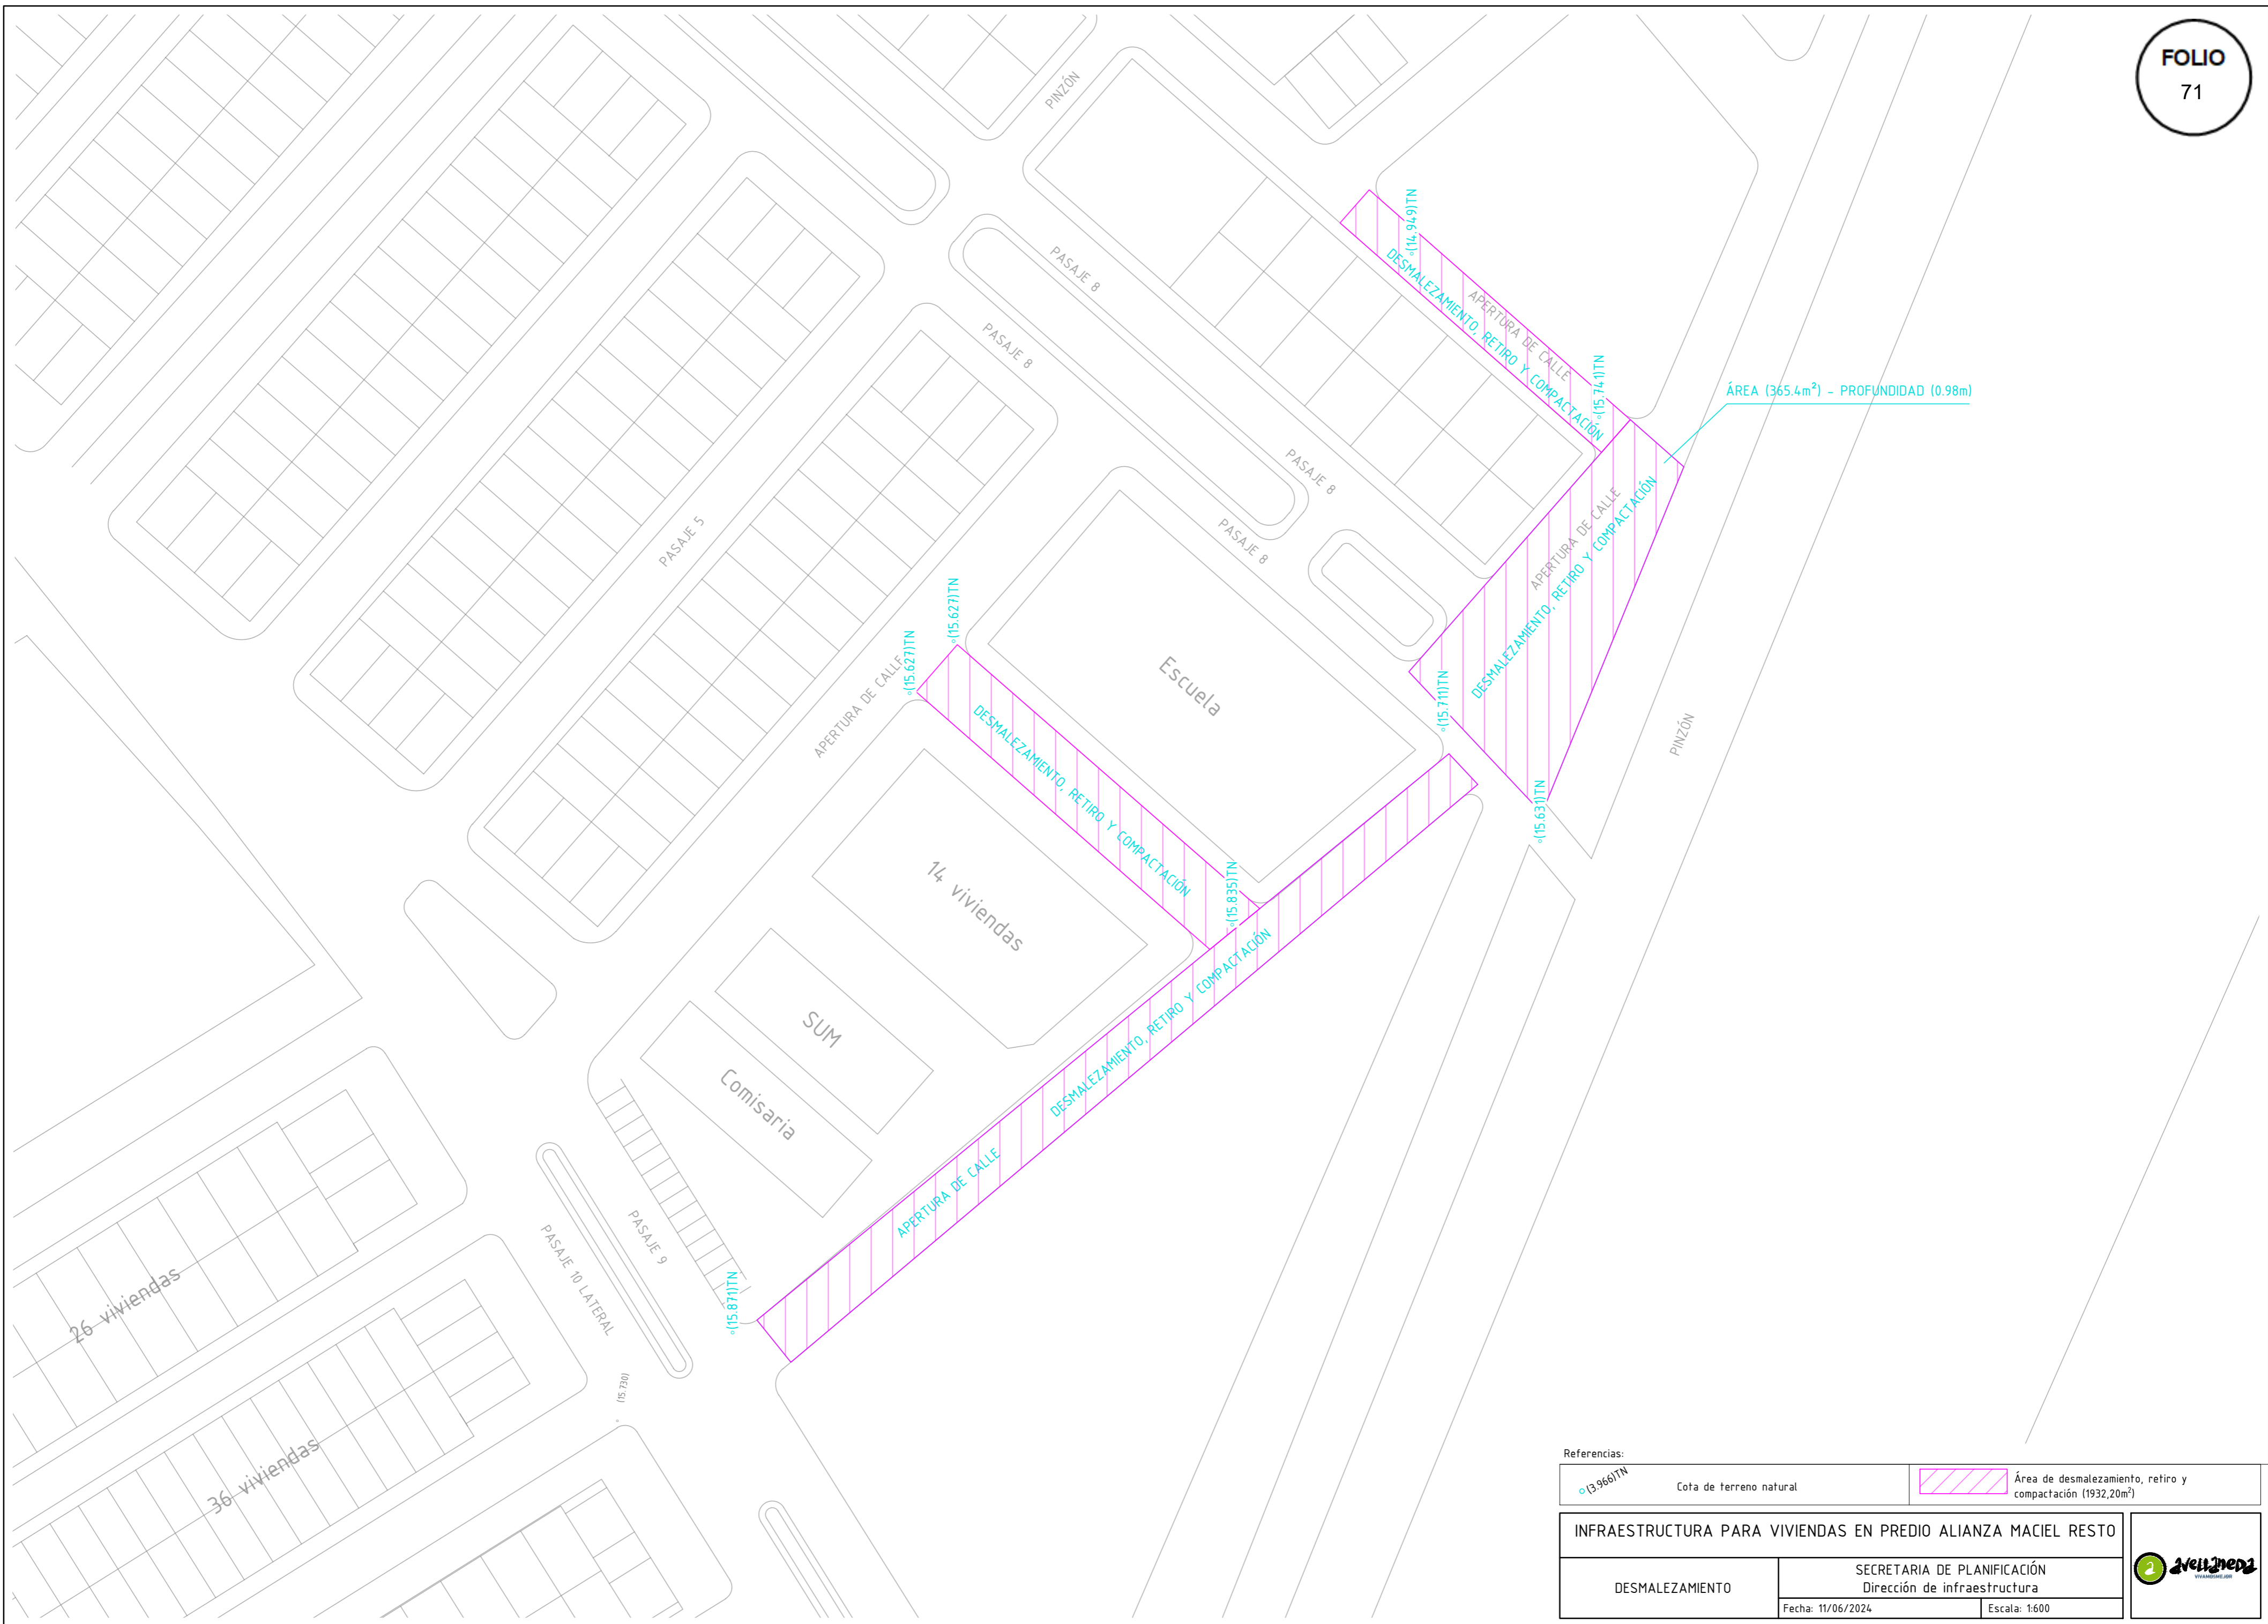 FOLIO
71
PINZÓN
PASAJE 8
PASAJE 8
(14.949)TN
DESMALEZAMIENTO, RETIRO Y COMPACTACIÓN
APERTURA DE CALLE
(15.741)TN
ÁREA (365.4m²) - PROFUNDIDAD (0.98m)
PASAJE 8
PASAJE 8
PASAJE 5
APERTURA DE CALLE
DESMALEZAMIENTO, RETIRO Y COMPACTACIÓN
(15.627)TN
(15.627)TN
APERTURA DE CALLE
Escuela
(15.711)TN
PINZÓN
DESMALEZAMIENTO, RETIRO Y COMPACTACIÓN
(15.631)TN
14 viviendas
(15.835)TN
DESMALEZAMIENTO, RETIRO Y COMPACTACIÓN
SUM
Comisaria
APERTURA DE CALLE
PASAJE 9
PASAJE 10 LATERAL
(15.871)TN
26 viviendas
(15.730)
36 viviendas
Referencias:
(3.966)TN
Cota de terreno natural
Área de desmalezamiento, retiro y
compactación (1932,20m²)
INFRAESTRUCTURA PARA VIVIENDAS EN PREDIO ALIANZA MACIEL RESTO
DESMALEZAMIENTO
SECRETARIA DE PLANIFICACIÓN
Dirección de infraestructura
Fecha: 11/06/2024
Escala: 1:600
a avellaneda
VIVAMOSMEJOR